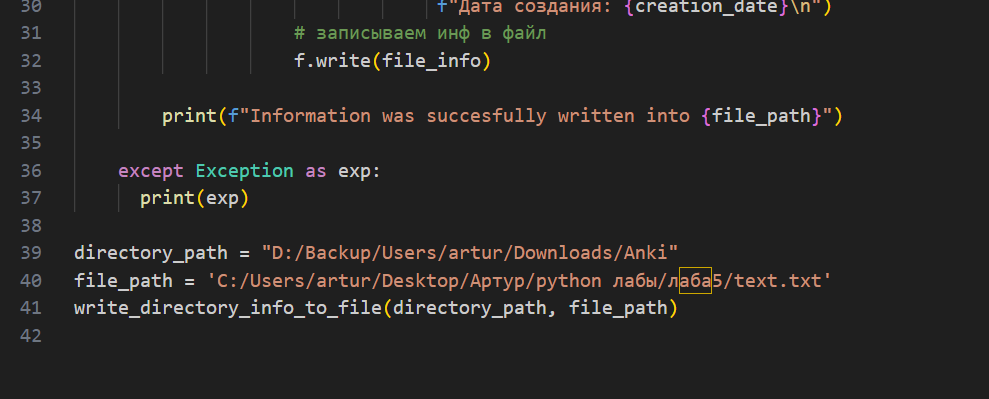 30 f"Дата создания: {creation_date}\n")
31 # записываем инф в файл
32 f.write(file_info)
33
34 print(f"Information was succesfully written into {file_path}")
35
36 except Exception as exp:
37 print(exp)
38
39 directory_path = "D:/Backup/Users/artur/Downloads/Anki"
40 file_path = 'C:/Users/artur/Desktop/Артур/python лабы/лаба5/text.txt'
41 write_directory_info_to_file(directory_path, file_path)
42